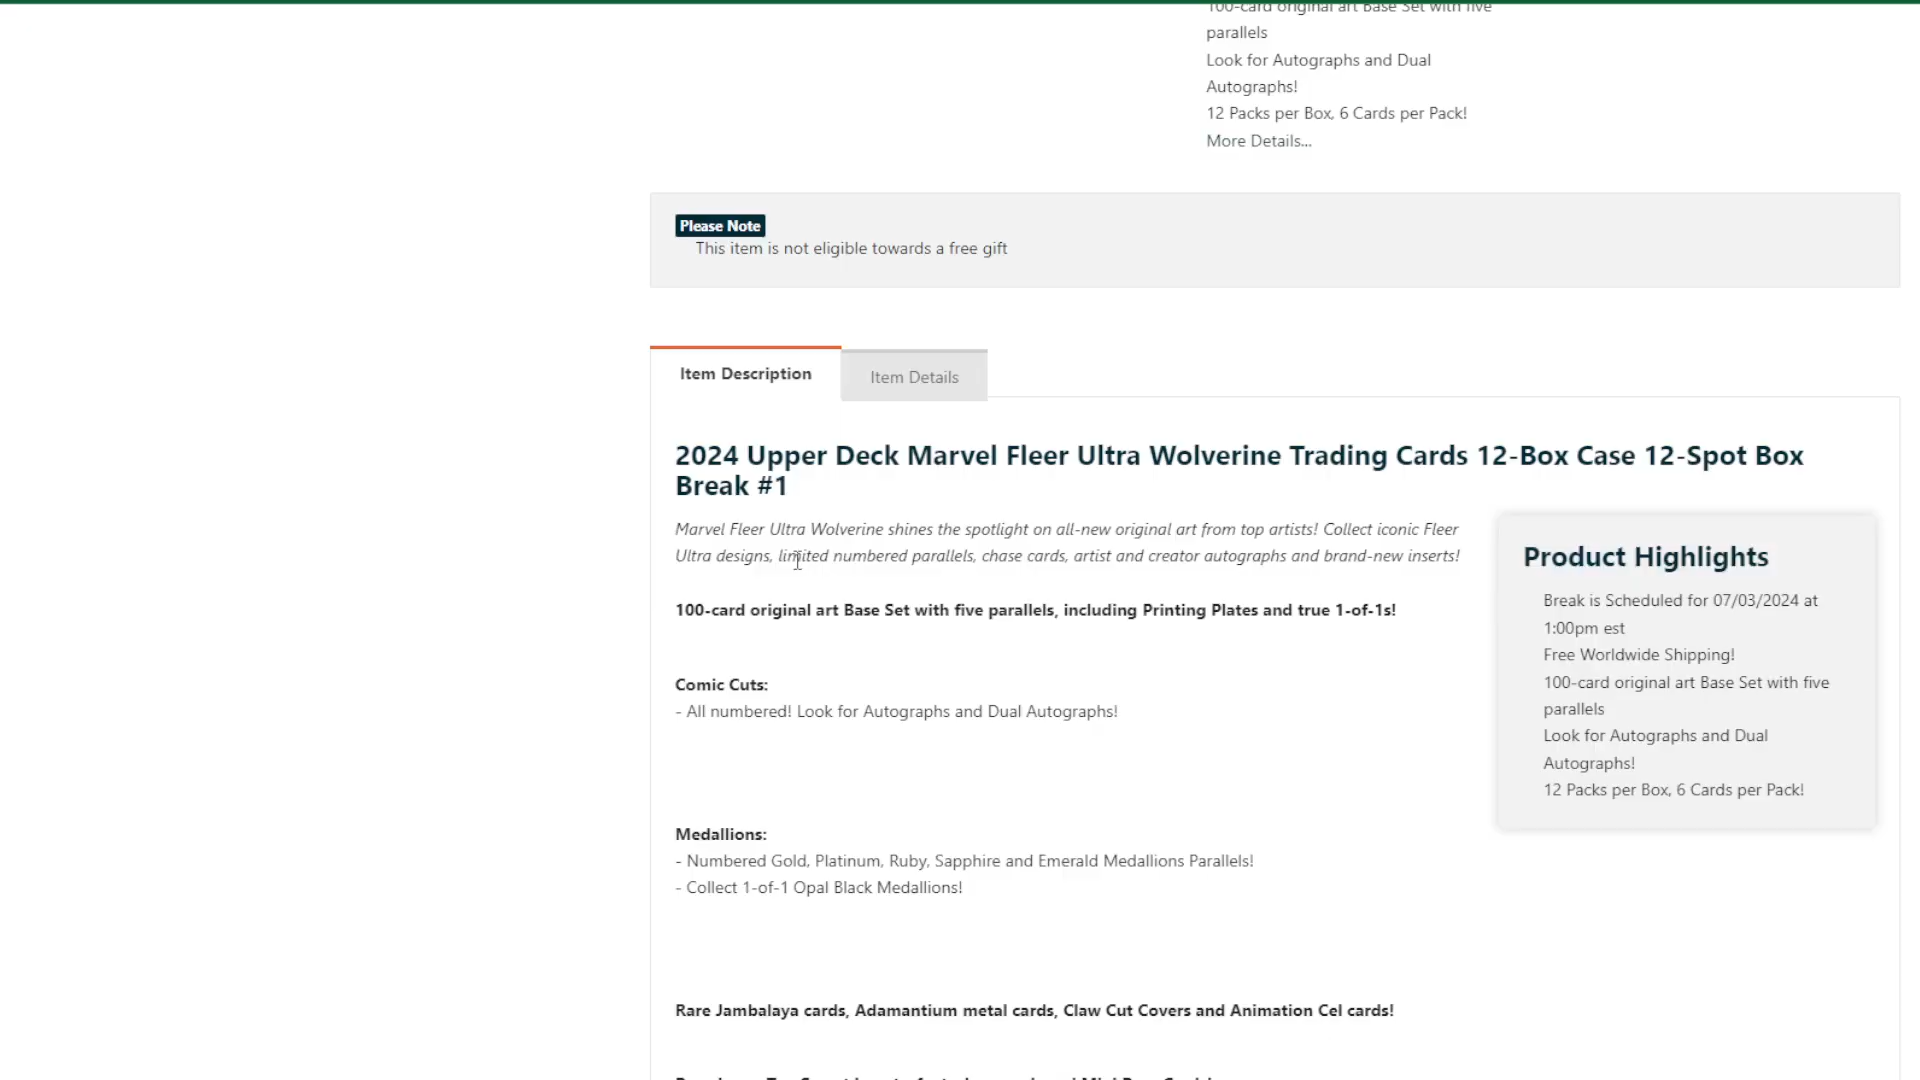 100-card original art Base Set with five
parallels
Look for Autographs and Dual
Autographs!
12 Packs per Box, 6 Cards per Pack!
More Details...
Please Note
This item is not eligible towards a free gift
Item Description
Item Details
2024 Upper Deck Marvel Fleer Ultra Wolverine Trading Cards 12-Box Case 12-Spot Box
Break #1
Marvel Fleer Ultra Wolverine shines the spotlight on all-new original art from top artists! Collect iconic Fleer
Ultra designs, limited numbered parallels, chase cards, artist and creator autographs and brand-new inserts!
100-card original art Base Set with five parallels, including Printing Plates and true 1-of-1s!
Comic Cuts:
- All numbered! Look for Autographs and Dual Autographs!
Medallions:
- Numbered Gold, Platinum, Ruby, Sapphire and Emerald Medallions Parallels!
- Collect 1-of-1 Opal Black Medallions!
Rare Jambalaya cards, Adamantium metal cards, Claw Cut Covers and Animation Cel cards!
Product Highlights
Break is Scheduled for 07/03/2024 at
1:00pm est
Free Worldwide Shipping!
100-card original art Base Set with five
parallels
Look for Autographs and Dual
Autographs!
12 Packs per Box, 6 Cards per Pack!